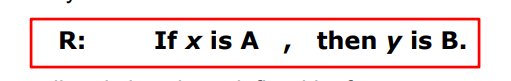 R: If x is A , then y is B.